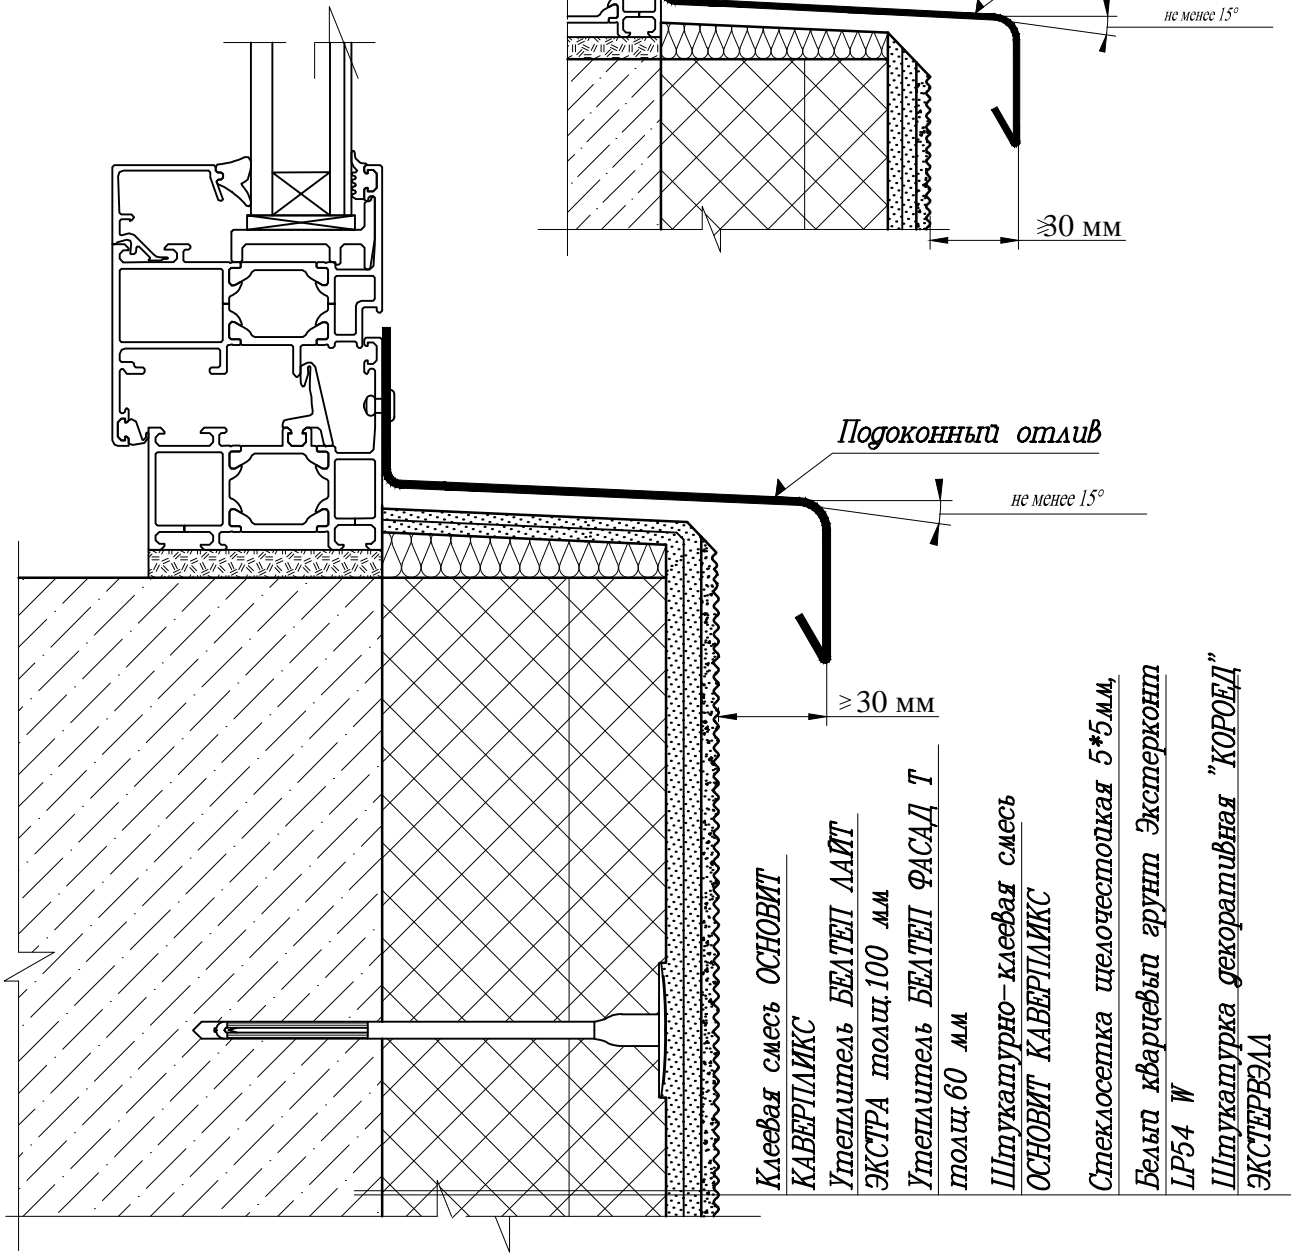 не менее 15°
≥30 мм
Подоконный отлив
не менее 15°
≥30 мм
Клеевая смесь ОСНОВИТ
КАВЕРПЛИКС
Утеплитель БЕЛТЕП ЛАЙТ
ЭКСТРА толщ.100 мм
Утеплитель БЕЛТЕП ФАСАД Т
толщ.60 мм
Штукатурно-клеевая смесь
ОСНОВИТ КАВЕРПЛИКС
Стеклосетка щелочестойкая 5*5мм,
Белый кварцевый грунт Экстерконт
LP54 W
Штукатурка декоративная "КОРОЕД"
ЭКСТЕРВЭЛЛ